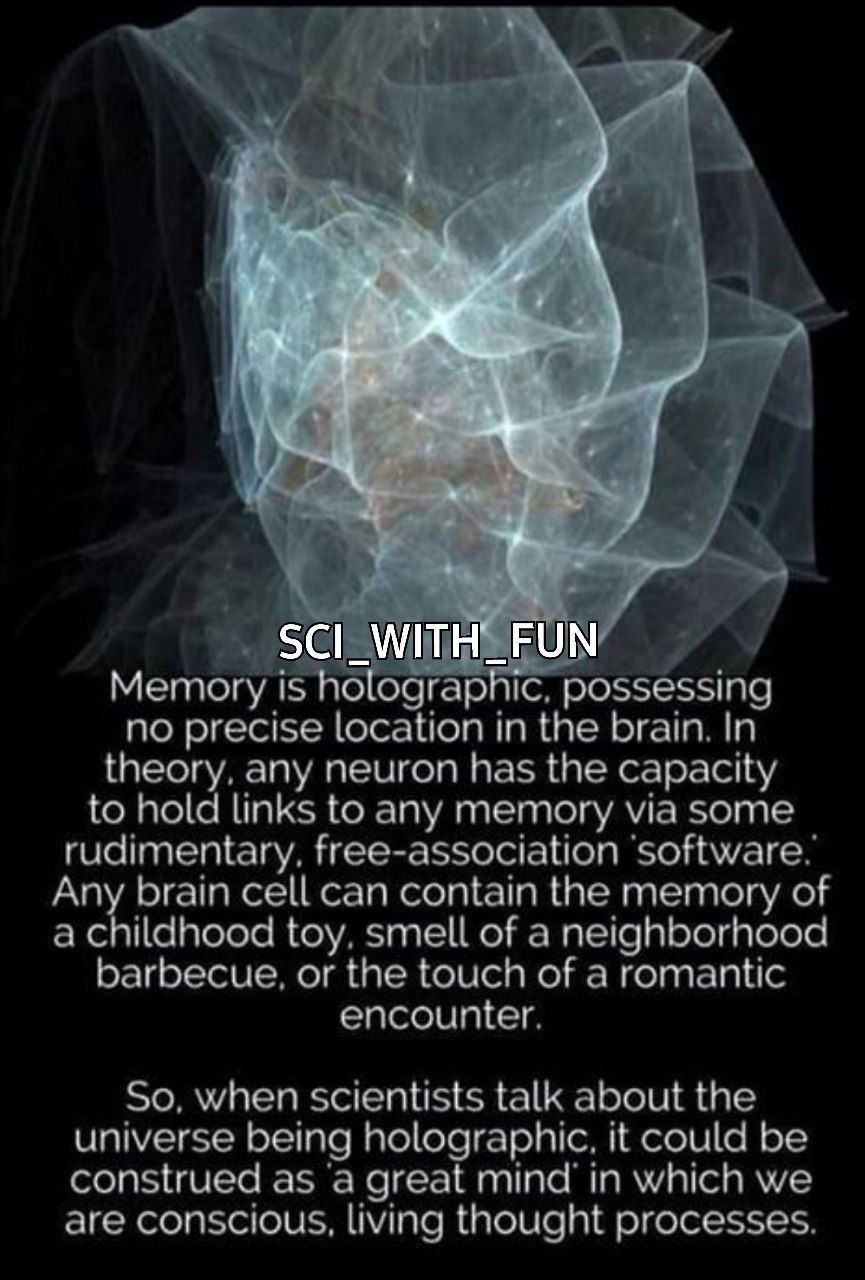 SCI_WITH_FUN
Memory is holographic, possessing
no precise location in the brain. In
theory, any neuron has the capacity
to hold links to any memory via some
rudimentary, free-association 'software.'
Any brain cell can contain the memory of
a childhood toy, smell of a neighborhood
barbecue, or the touch of a romantic
encounter.
So, when scientists talk about the
universe being holographic, it could be
construed as 'a great mind' in which we
are conscious, living thought processes.